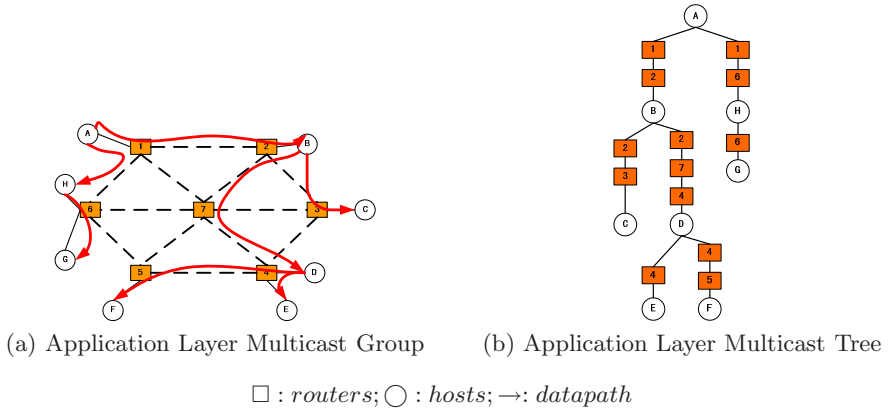 A
1
1
2
6
B
H
2
2
6
3
7
G
4
C
D
4
4
5
E
F
A
1
2
B
H
6
7
3
C
G
5
4
D
F
E
(a) Application Layer Multicast Group
(b) Application Layer Multicast Tree
□ : routers; ○ : hosts; →: datapath